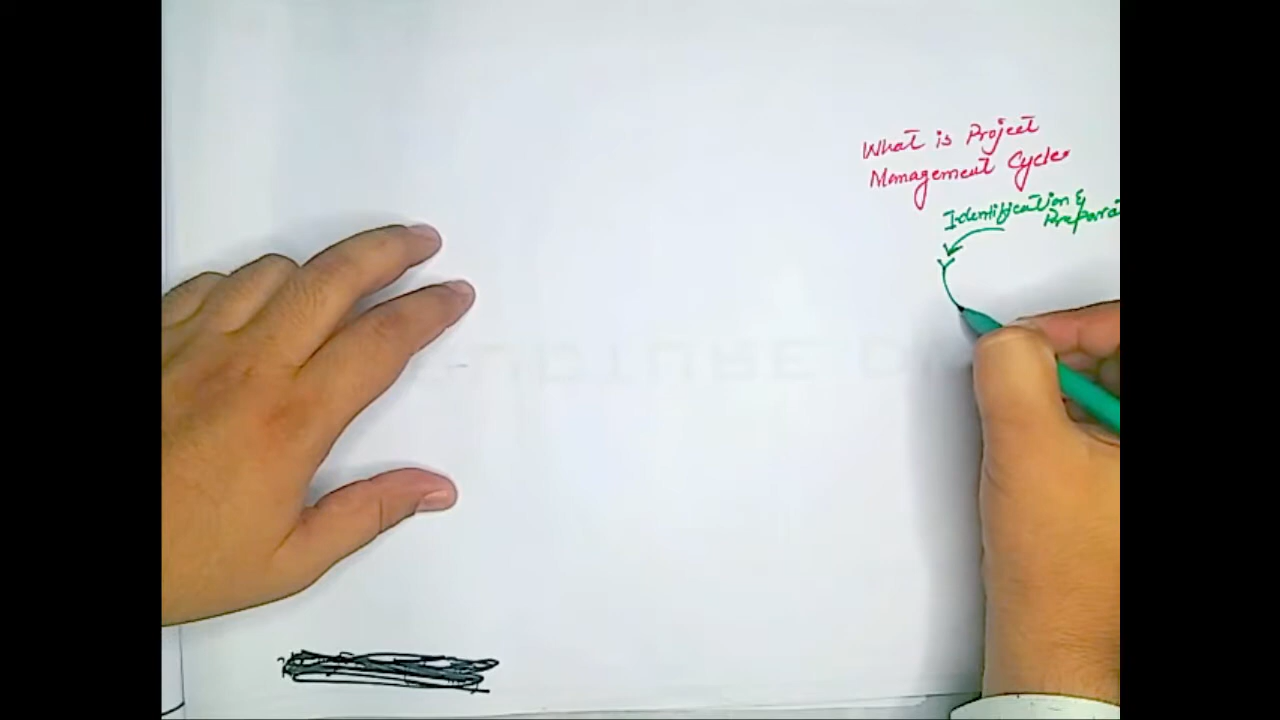 What is Project
Management Cycle
Identification &
Prepara